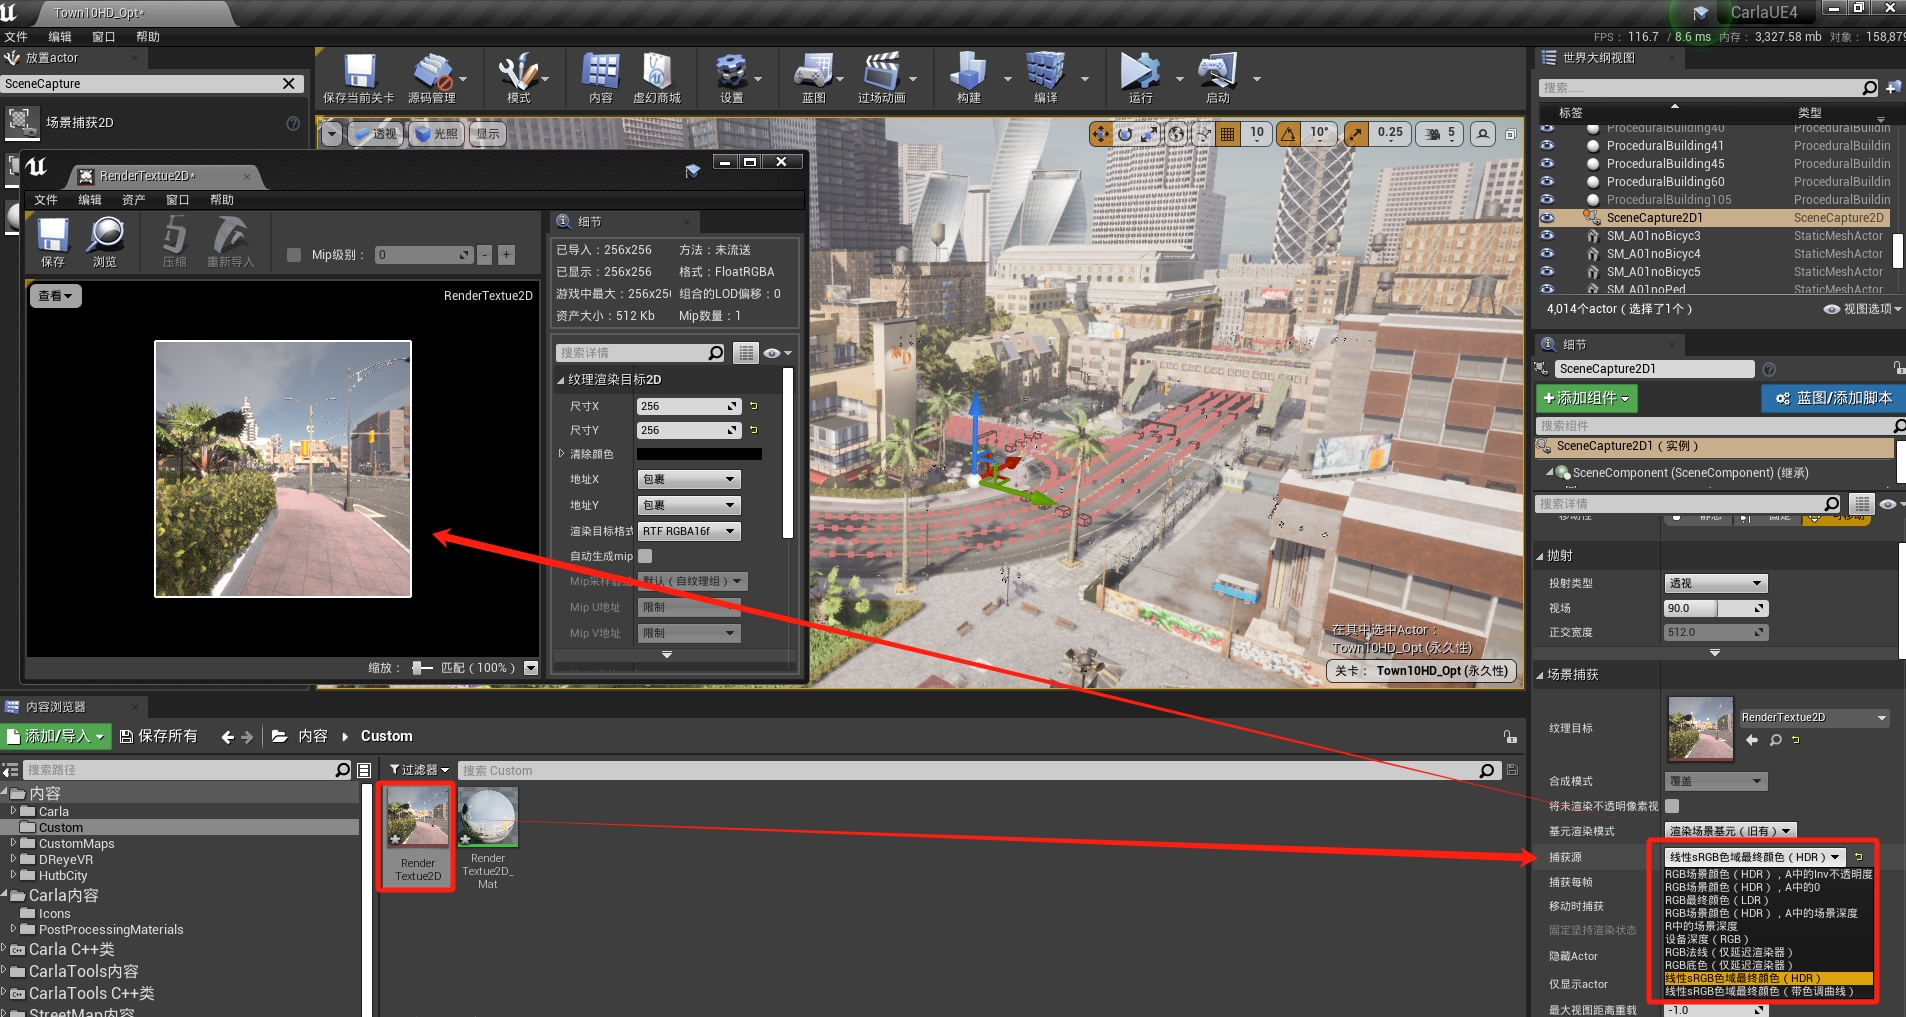 Town10HD_Opt*
CarlaUE4
文件 编辑 窗口 帮助
FPS： 116.7 / 8.6 ms 内存： 3,327.58 mb 对象： 158,879
放置actor
SceneCapture
场景捕获2D
保存当前关卡 源码管理 模式 内容 虚幻商城 设置 蓝图 过场动画 构建 编译 运行 启动
透视 光照 显示
10 10° 0.25 5
RenderTextue2D*
文件 编辑 资产 窗口 帮助
保存 浏览 压缩 重新导入 Mip级别： 0 - +
查看
RenderTextue2D
缩放： 匹配（100%）
细节
已导入：256x256 方法：未流送
已显示：256x256 格式：FloatRGBA
游戏中最大：256x256 组合的LOD偏移：0
资产大小：512 Kb Mip数量：1
搜索详情
纹理渲染目标2D
尺寸X 256
尺寸Y 256
清除颜色
地址X 包裹
地址Y 包裹
渲染目标格式 RTF RGBA16f
自动生成mip
Mip采样器 默认（自纹理组）
Mip U地址 限制
Mip V地址 限制
在其中选中Actor：
Town10HD_Opt (永久性)
关卡： Town10HD_Opt (永久性)
世界大纲视图
搜索......
标签 类型
ProceduralBuilding40 ProceduralBuildin
ProceduralBuilding41 ProceduralBuildin
ProceduralBuilding45 ProceduralBuildin
ProceduralBuilding60 ProceduralBuildin
ProceduralBuilding105 ProceduralBuildin
SceneCapture2D1 SceneCapture2D
SM_A01noBicyc3 StaticMeshActor
SM_A01noBicyc4 StaticMeshActor
SM_A01noBicyc5 StaticMeshActor
SM_A01noPed StaticMeshActor
4,014个actor（选择了1个） 视图选项
细节
SceneCapture2D1
+添加组件 蓝图/添加脚本
搜索组件
SceneCapture2D1（实例）
SceneComponent (SceneComponent) (继承)
搜索详情
移动性 静态 固定 可移动
抛射
投射类型 透视
视场 90.0
正交宽度 512.0
场景捕获
纹理目标 RenderTextue2D
合成模式 覆盖
将未渲染不透明像素视
基元渲染模式 渲染场景基元（旧有）
捕获源 线性sRGB色域最终颜色（HDR）
RGB场景颜色（HDR），A中的Inv不透明度
RGB场景颜色（HDR），A中的0
RGB最终颜色（LDR）
RGB场景颜色（HDR），A中的场景深度
R中的场景深度
设备深度（RGB）
RGB法线（仅延迟渲染器）
RGB底色（仅延迟渲染器）
线性sRGB色域最终颜色（HDR）
线性sRGB色域最终颜色（带色调曲线）
捕获每帧
移动时捕获
固定坚持渲染状态
隐藏Actor
仅显示actor
最大视图距离重载 -1.0
内容浏览器
添加/导入 保存所有 内容 Custom
搜索路径
过滤器 搜索 Custom
内容
Carla
Custom
CustomMaps
DReyeVR
HutbCity
Carla内容
Icons
PostProcessingMaterials
Carla C++类
CarlaTools内容
CarlaTools C++类
StreetMap内容
Render
Textue2D
Render
Textue2D_
Mat